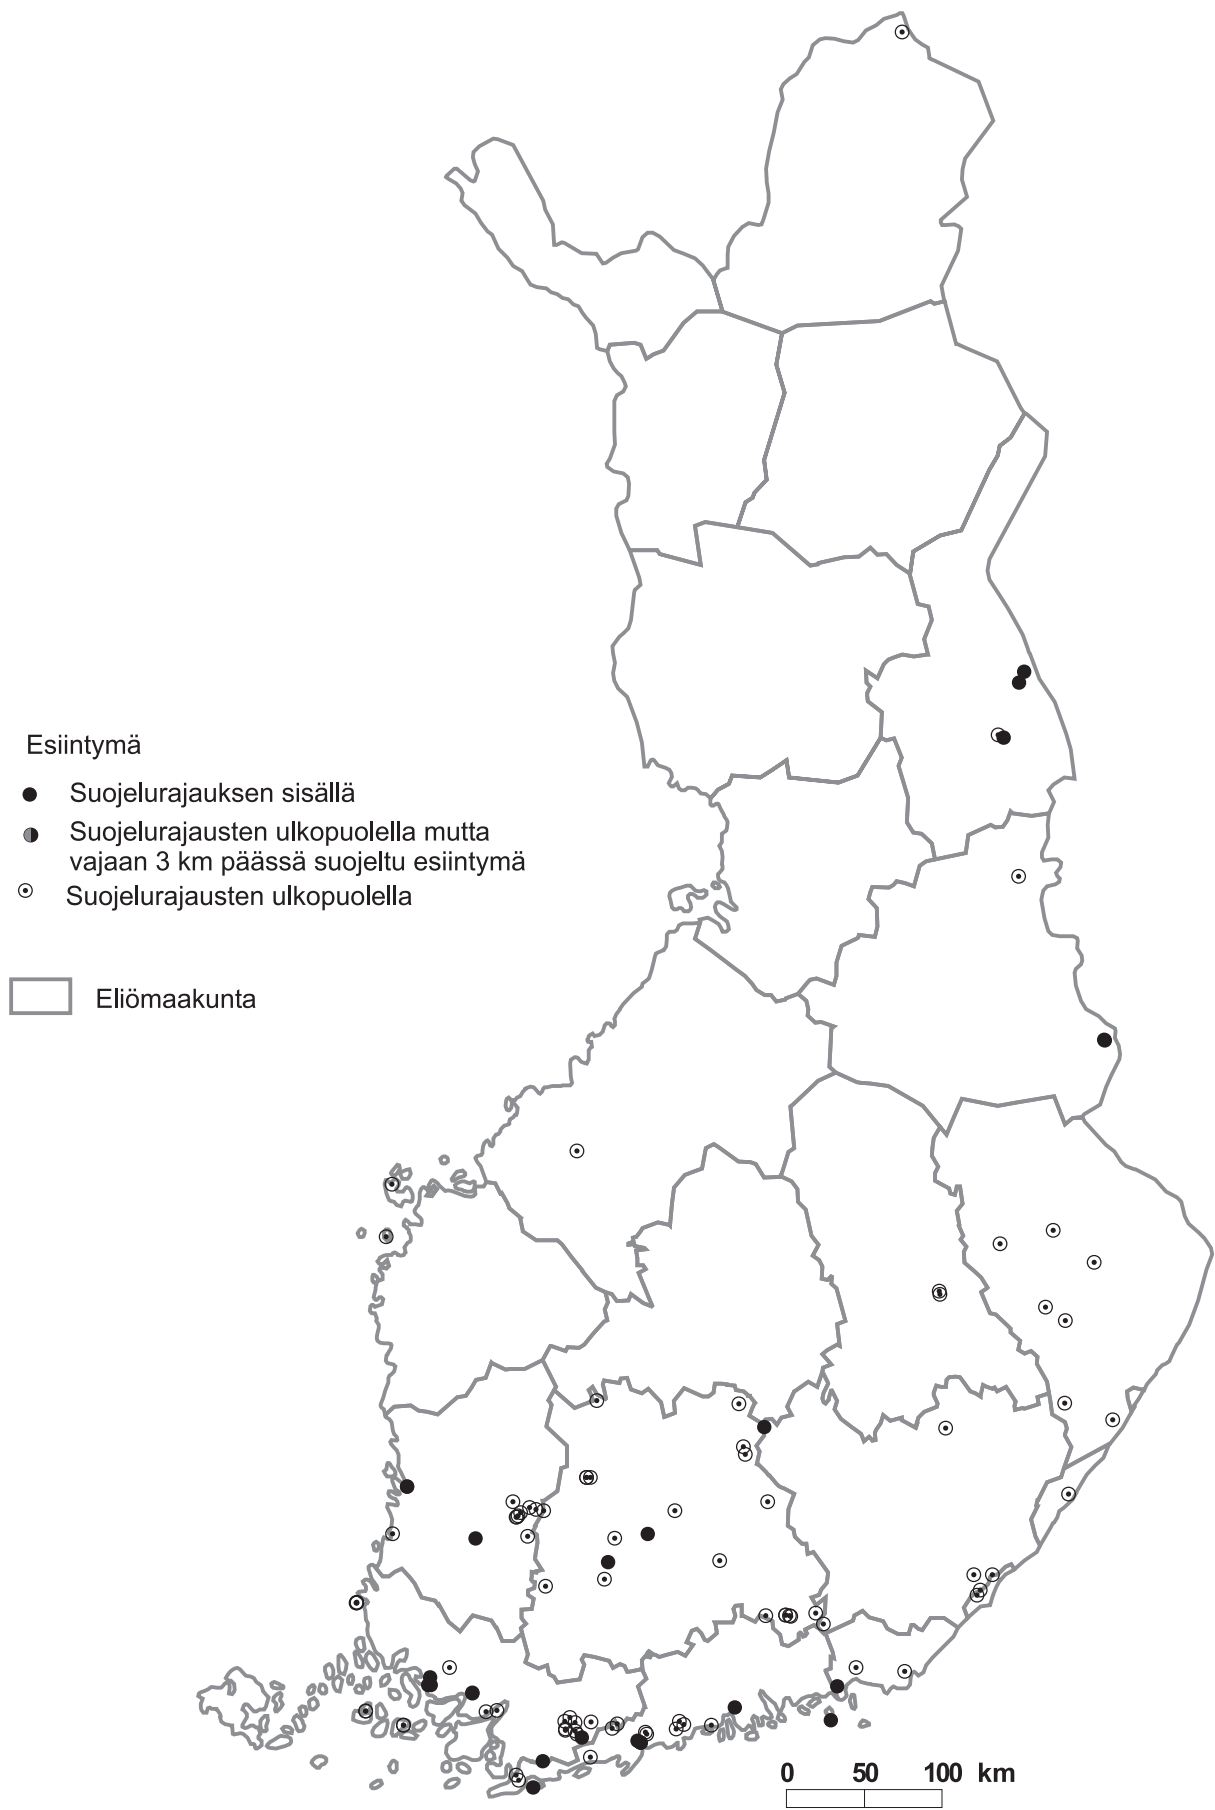 Esiintymä
Suojelurajauksen sisällä
Suojelurajausten ulkopuolella mutta
vajaan 3 km päässä suojeltu esiintymä
Suojelurajausten ulkopuolella
Eliömaakunta
0 50 100 km